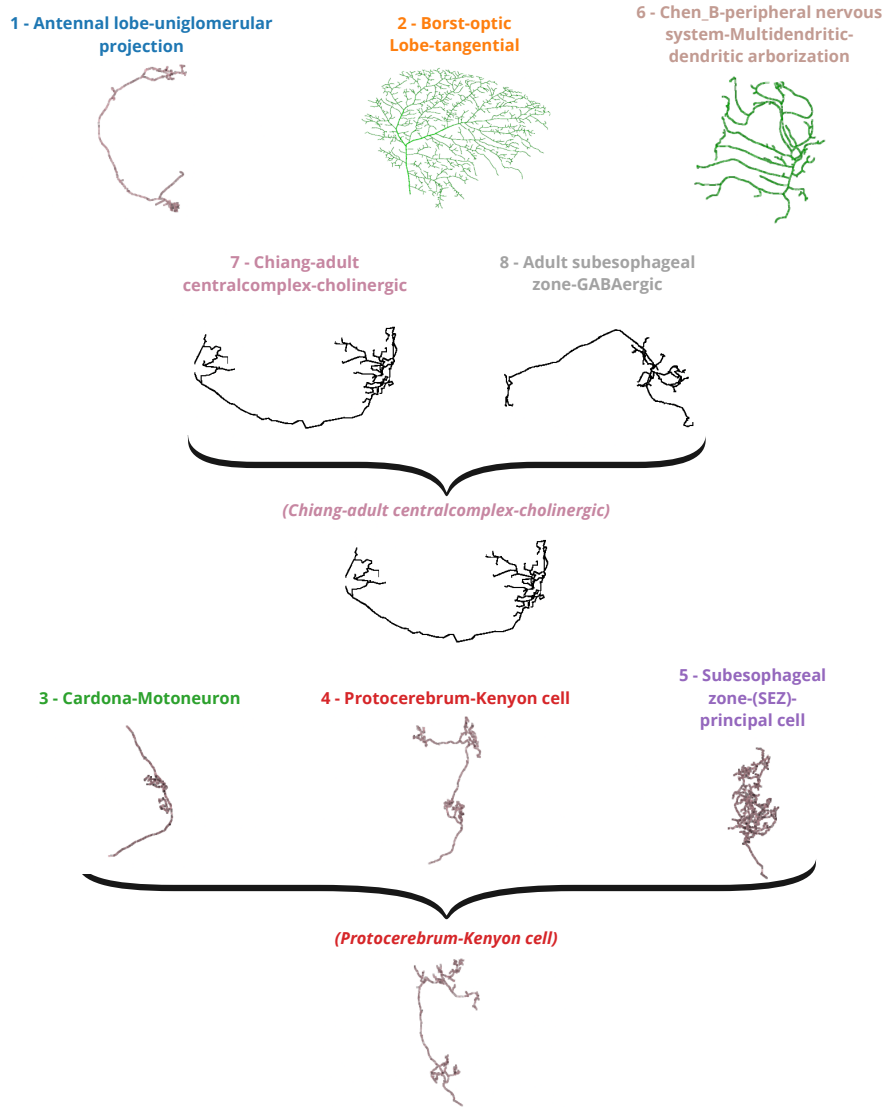 1 - Antennal lobe-uniglomerular
projection
2 - Borst-optic
Lobe-tangential
6 - Chen_B-peripheral nervous
system-Multidendritic-
dendritic arborization
7 - Chiang-adult
centralcomplex-cholinergic
8 - Adult subesophageal
zone-GABAergic
(Chiang-adult centralcomplex-cholinergic)
3 - Cardona-Motoneuron
4 - Protocerebrum-Kenyon cell
5 - Subesophageal
zone-(SEZ)-
principal cell
(Protocerebrum-Kenyon cell)